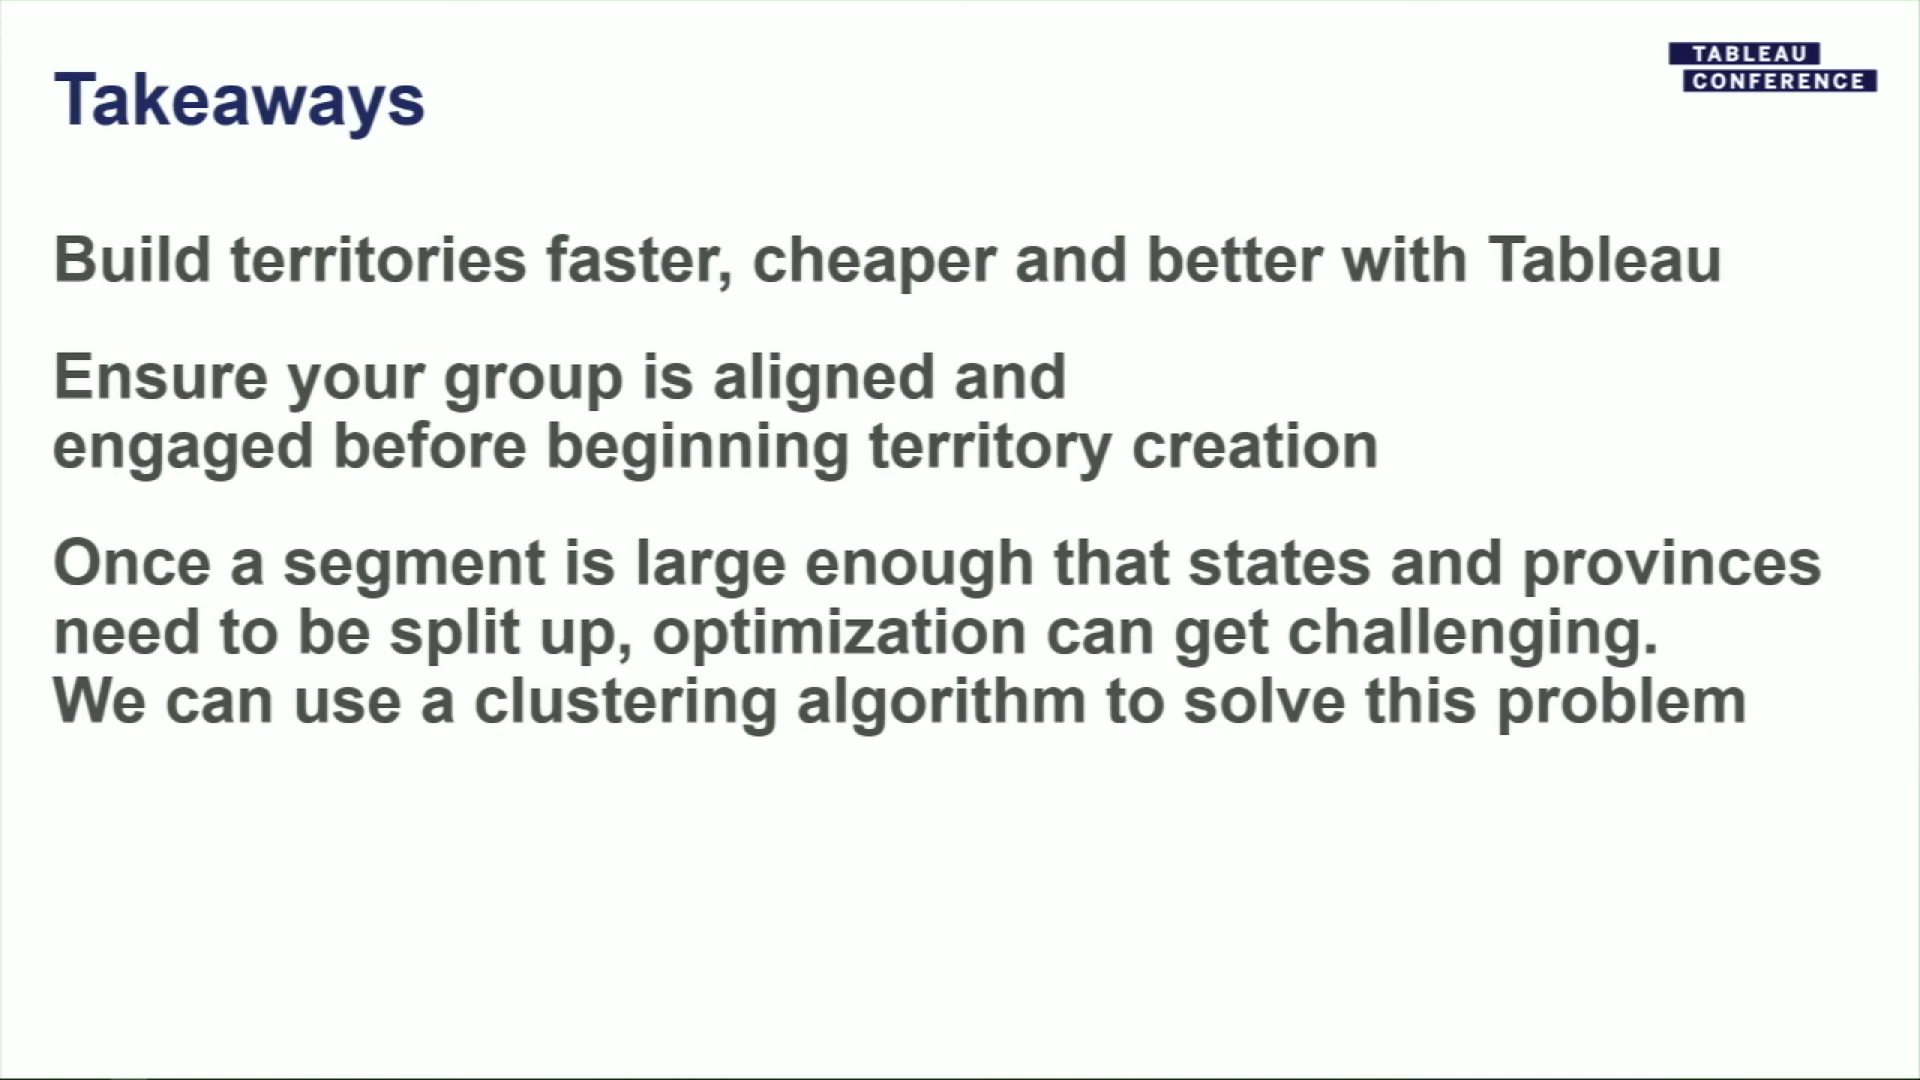 TABLEAU
CONFERENCE
Takeaways
Build territories faster, cheaper and better with Tableau
Ensure your group is aligned and
engaged before beginning territory creation
Once a segment is large enough that states and provinces
need to be split up, optimization can get challenging.
We can use a clustering algorithm to solve this problem